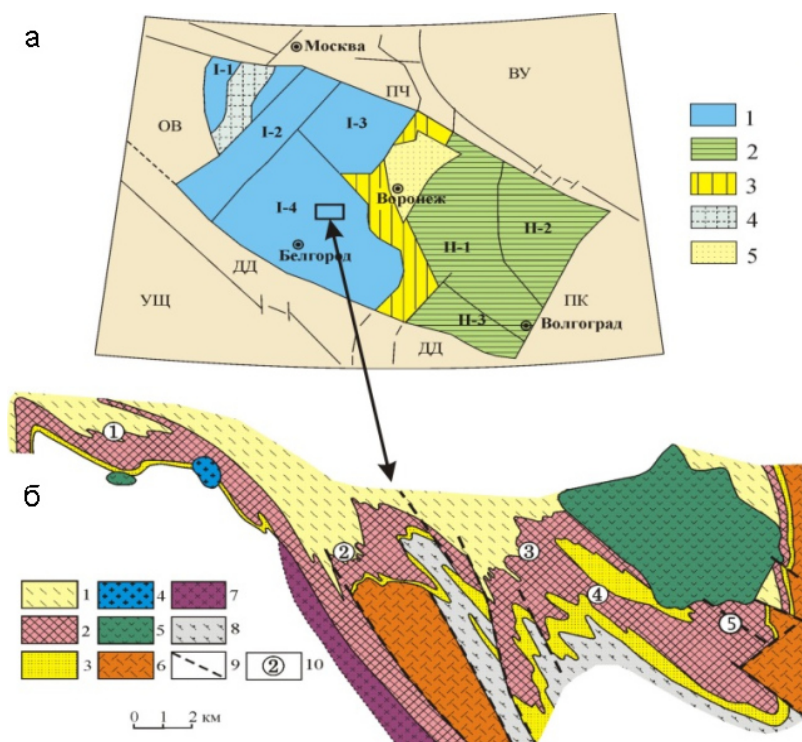 а
Москва
I-1
ВУ
ПЧ
ОВ
I-2
I-3
1
2
Воронеж
3
I-4
II-2
4
Белгород
II-1
5
ДД
ПК
УЩ
II-3
Волгоград
ДД
1
б
2
3
4
5
1 4 7
2 5 8
3 6 9 2 10
0 1 2 км